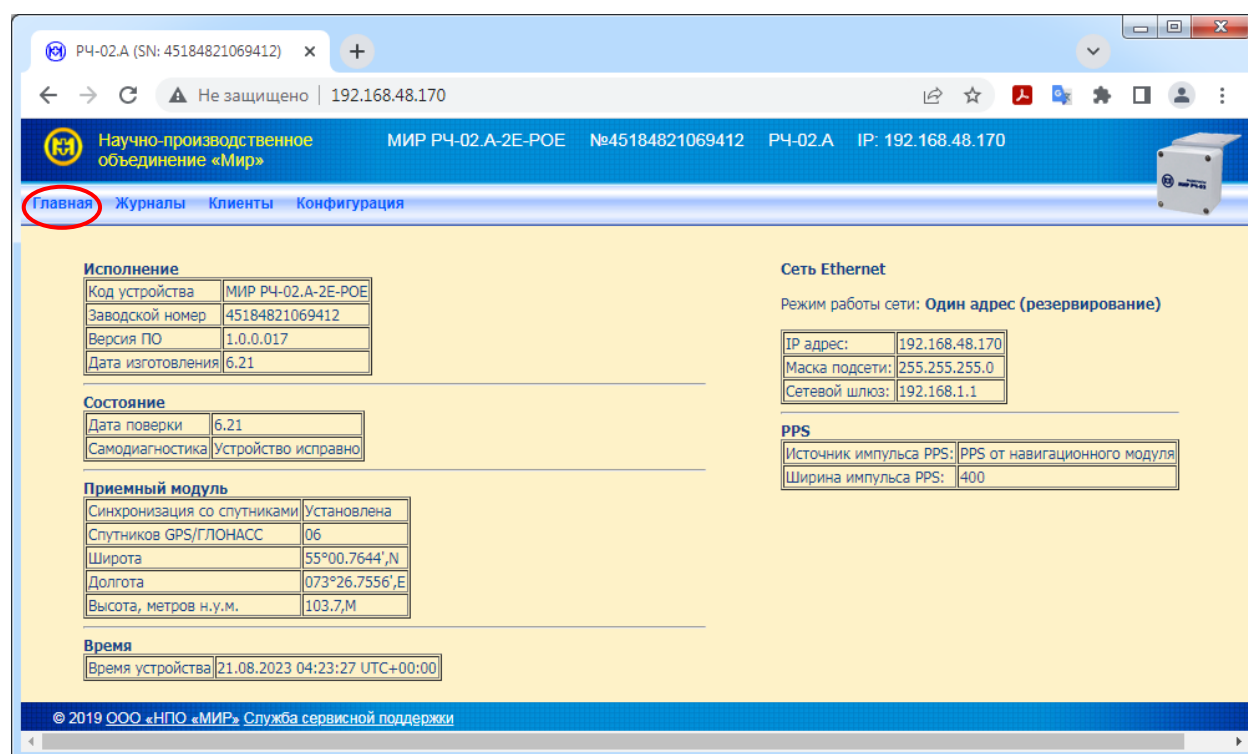 РЧ-02.А (SN: 45184821069412)
Не защищено 192.168.48.170
Научно-производственное объединение «Мир»
МИР РЧ-02.А-2Е-РОЕ №45184821069412 РЧ-02.А IP: 192.168.48.170
Главная Журналы Клиенты Конфигурация
Исполнение
Код устройства МИР РЧ-02.А-2Е-РОЕ
Заводской номер 45184821069412
Версия ПО 1.0.0.017
Дата изготовления 6.21
Состояние
Дата поверки 6.21
Самодиагностика Устройство исправно
Приемный модуль
Синхронизация со спутниками Установлена
Спутников GPS/ГЛОНАСС 06
Широта 55°00.7644',N
Долгота 073°26.7556',E
Высота, метров н.у.м. 103.7,M
Время
Время устройства 21.08.2023 04:23:27 UTC+00:00
Сеть Ethernet
Режим работы сети: Один адрес (резервирование)
IP адрес: 192.168.48.170
Маска подсети: 255.255.255.0
Сетевой шлюз: 192.168.1.1
PPS
Источник импульса PPS: PPS от навигационного модуля
Ширина импульса PPS: 400
© 2019 ООО «НПО «МИР» Служба сервисной поддержки